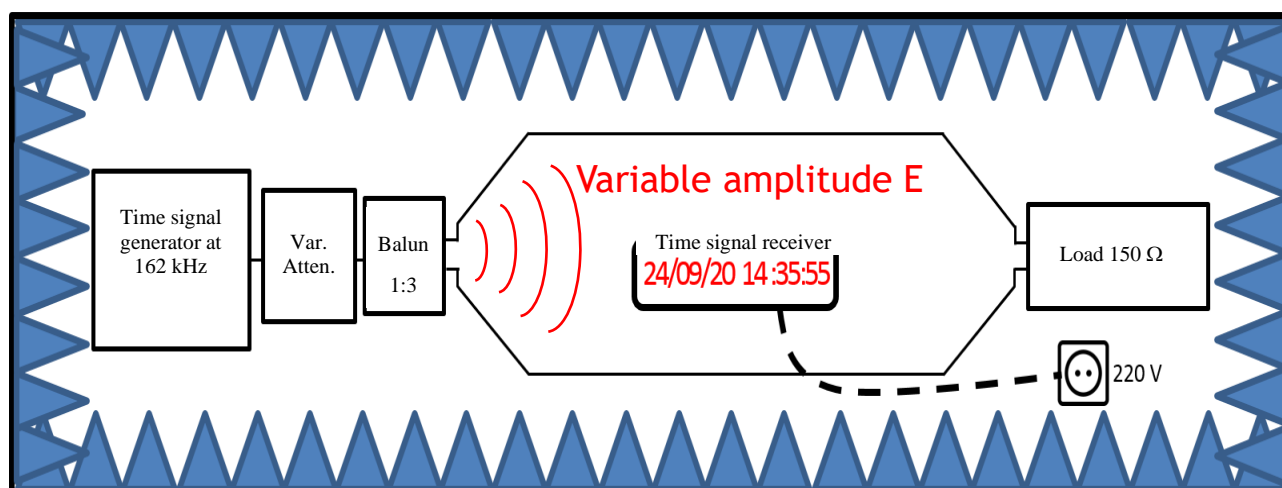 Variable amplitude E
Time signal
generator at
162 kHz
Var.
Atten.
Balun
1:3
Time signal receiver
24/09/20 14:35:55
Load 150 Ω
220 V